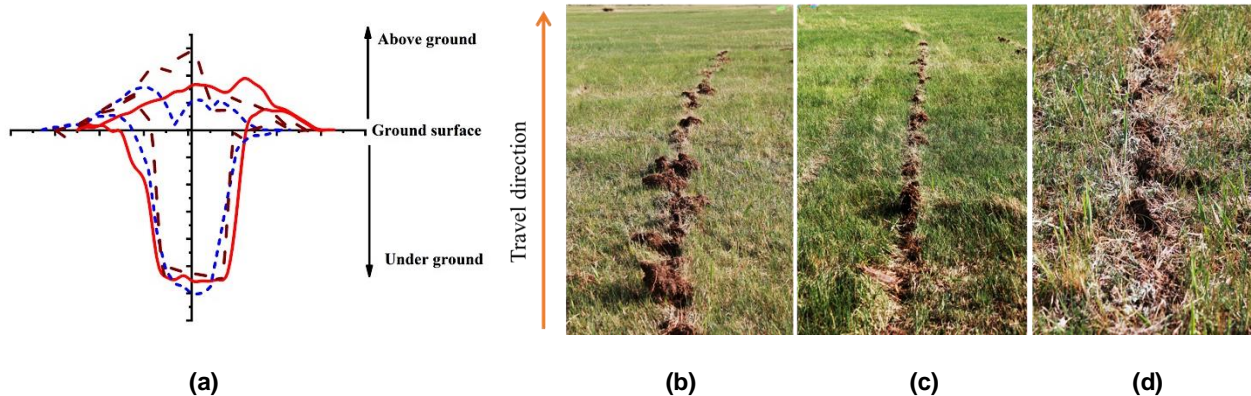 Above ground
Ground surface
Under ground
Travel direction
(a)
(b)
(c)
(d)